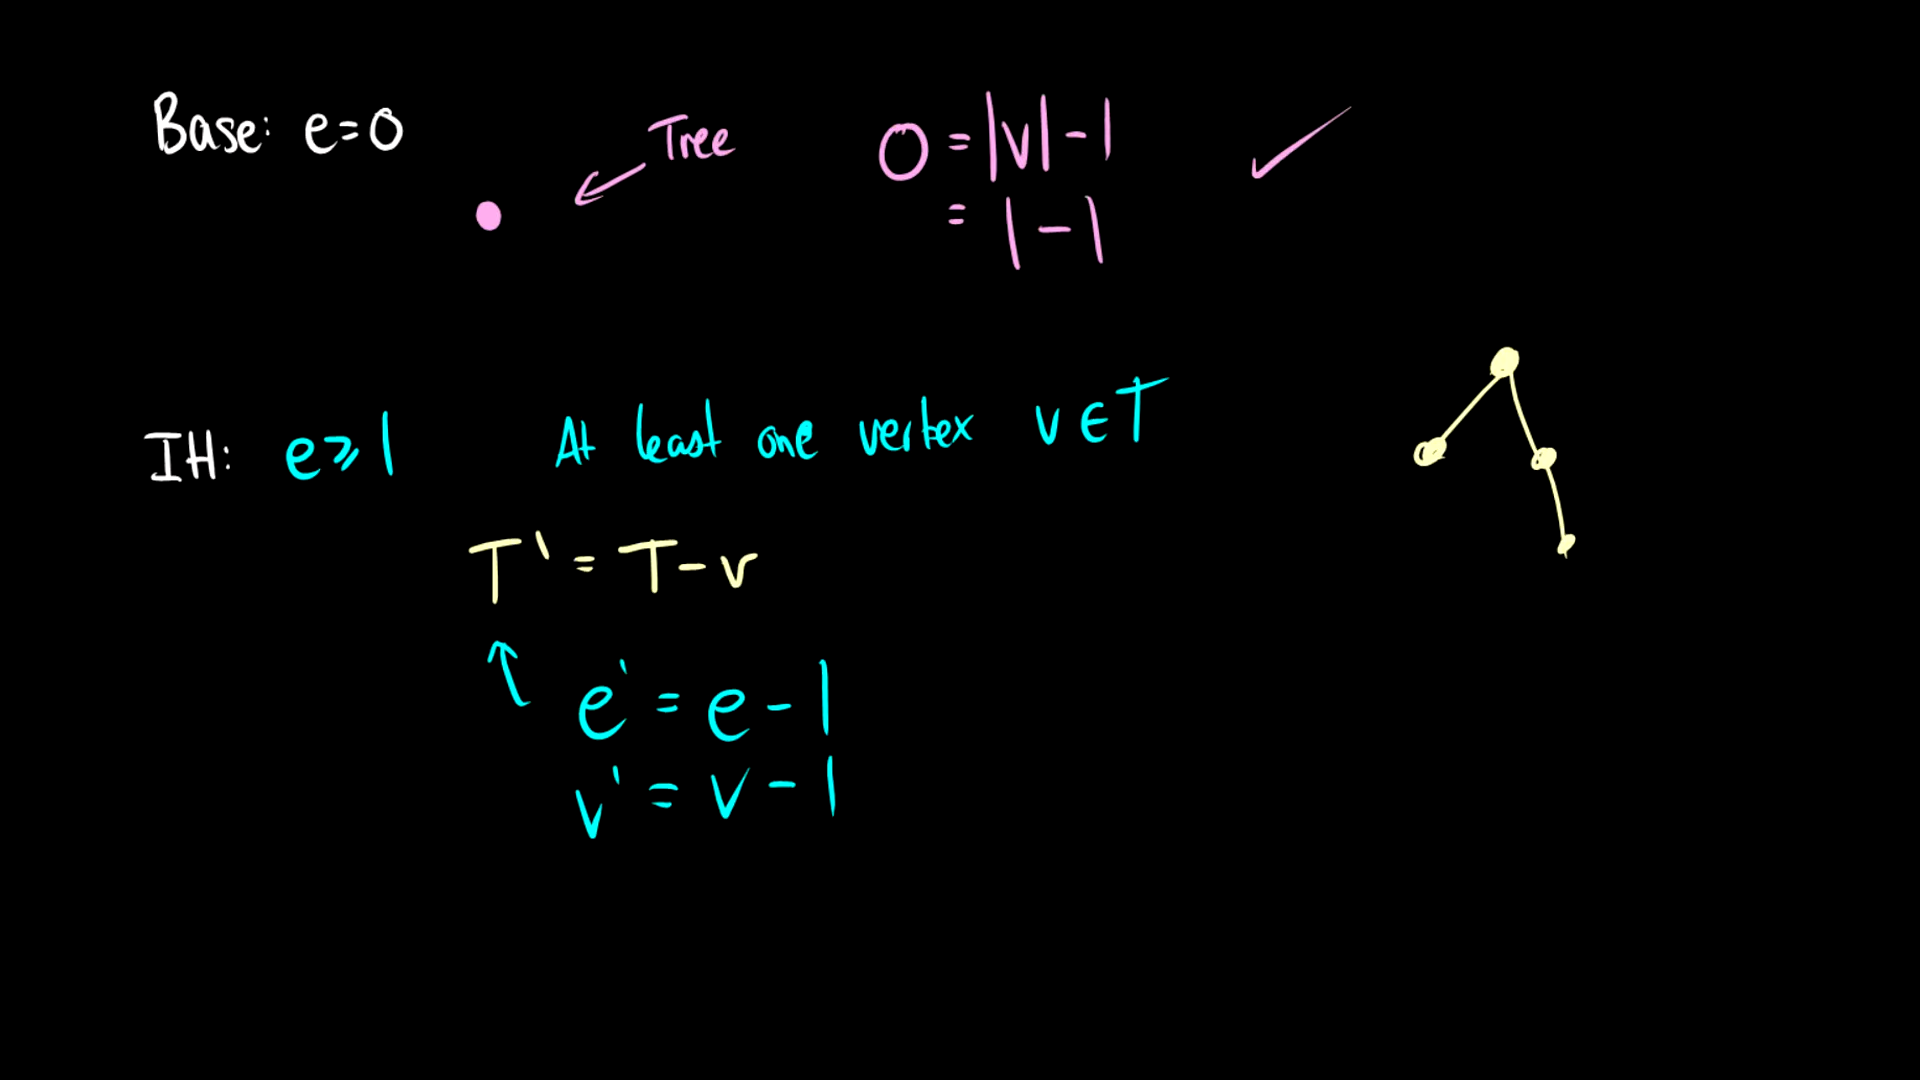 Base: e=0
Tree
0 = |v| - 1
= 1 - 1
IH: e⩾1 At least one vertex v ∈ T
T' = T - v
e' = e - 1
v' = v - 1